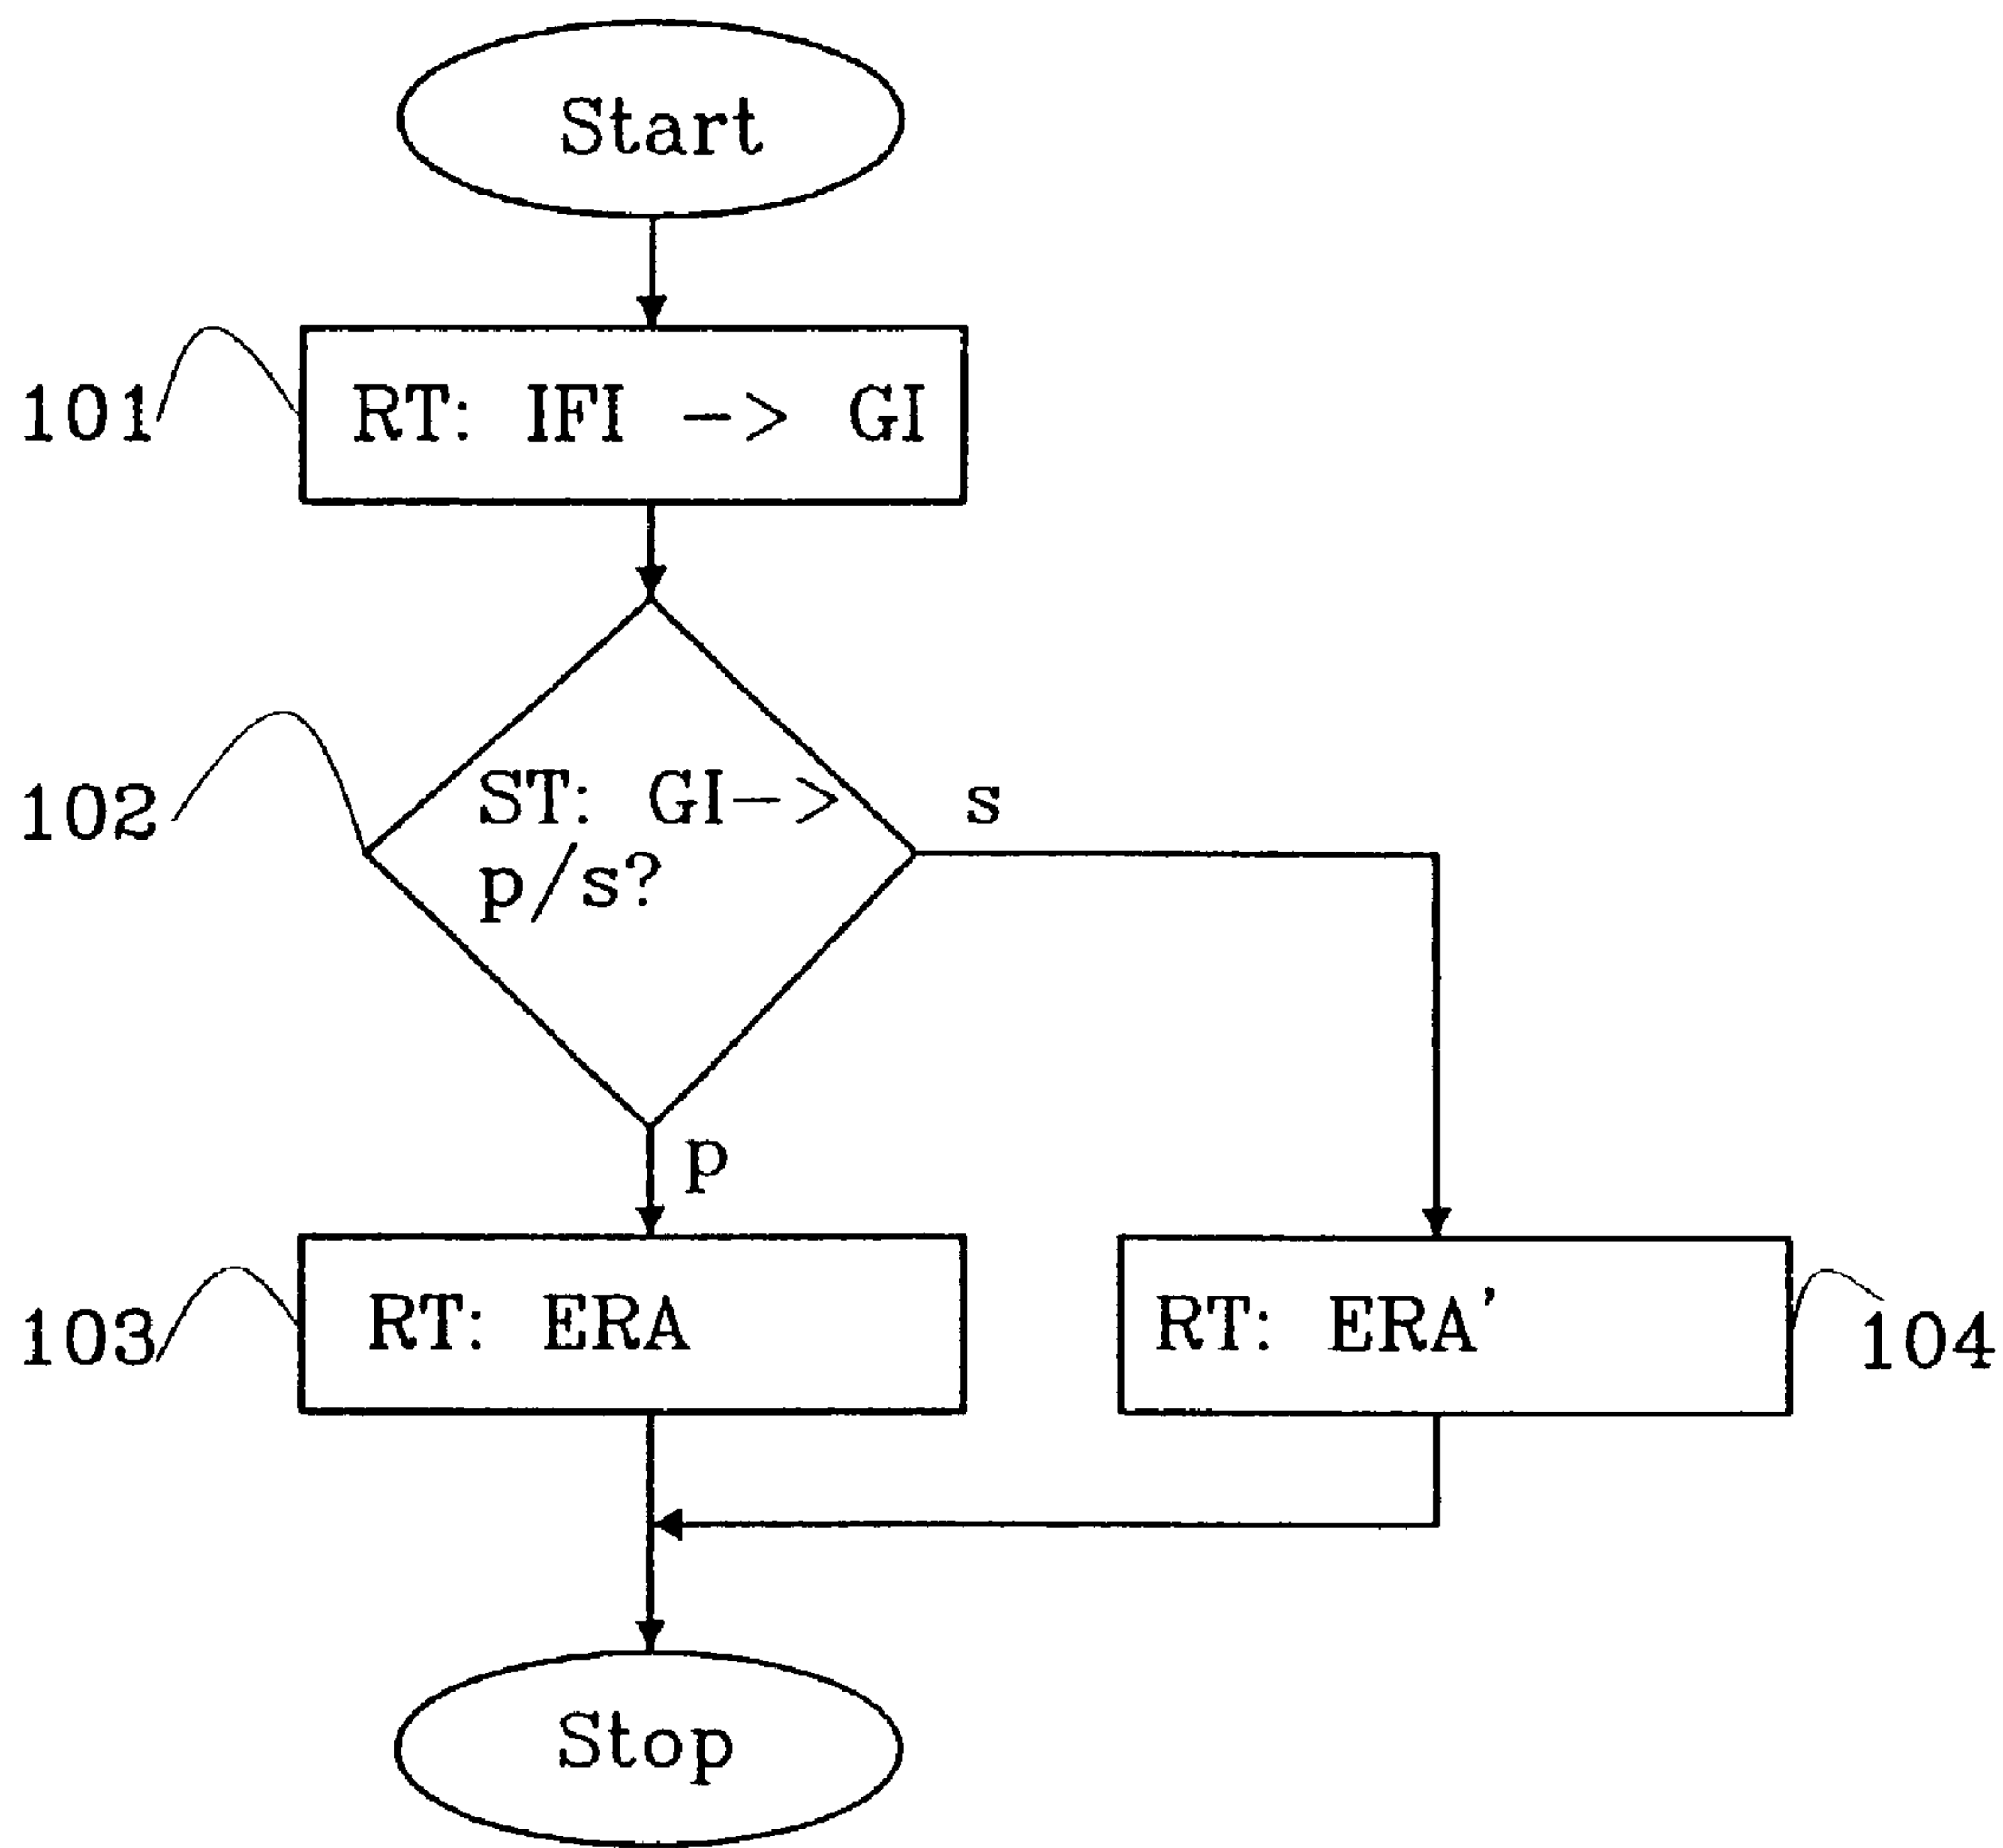 Start
101
RT: IFI -> GI
102
ST: GI->
p/s?
s
p
103
RT: ERA
RT: ERA'
104
Stop